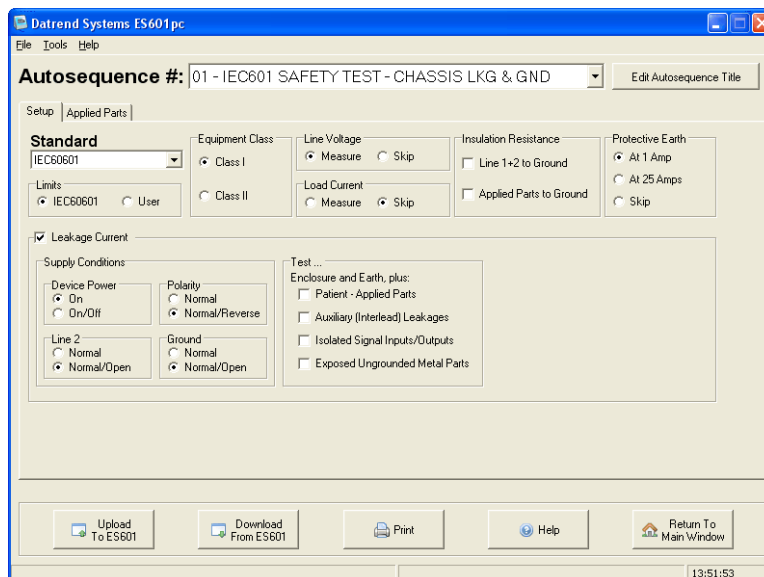 Datrend Systems ES601pc
File Tools Help
Autosequence #: 01 - IEC601 SAFETY TEST - CHASSIS LKG & GND Edit Autosequence Title
Setup Applied Parts
Standard
IEC60601
Limits
IEC60601 User
Equipment Class
Class I
Class II
Line Voltage
Measure Skip
Load Current
Measure Skip
Insulation Resistance
Line 1+2 to Ground
Applied Parts to Ground
Protective Earth
At 1 Amp
At 25 Amps
Skip
Leakage Current
Supply Conditions
Device Power
On
On/Off
Polarity
Normal
Normal/Reverse
Line 2
Normal
Normal/Open
Ground
Normal
Normal/Open
Test ...
Enclosure and Earth, plus:
Patient - Applied Parts
Auxiliary (Interlead) Leakages
Isolated Signal Inputs/Outputs
Exposed Ungrounded Metal Parts
Upload
To ES601
Download
From ES601
Print
Help
Return To
Main Window
13:51:53